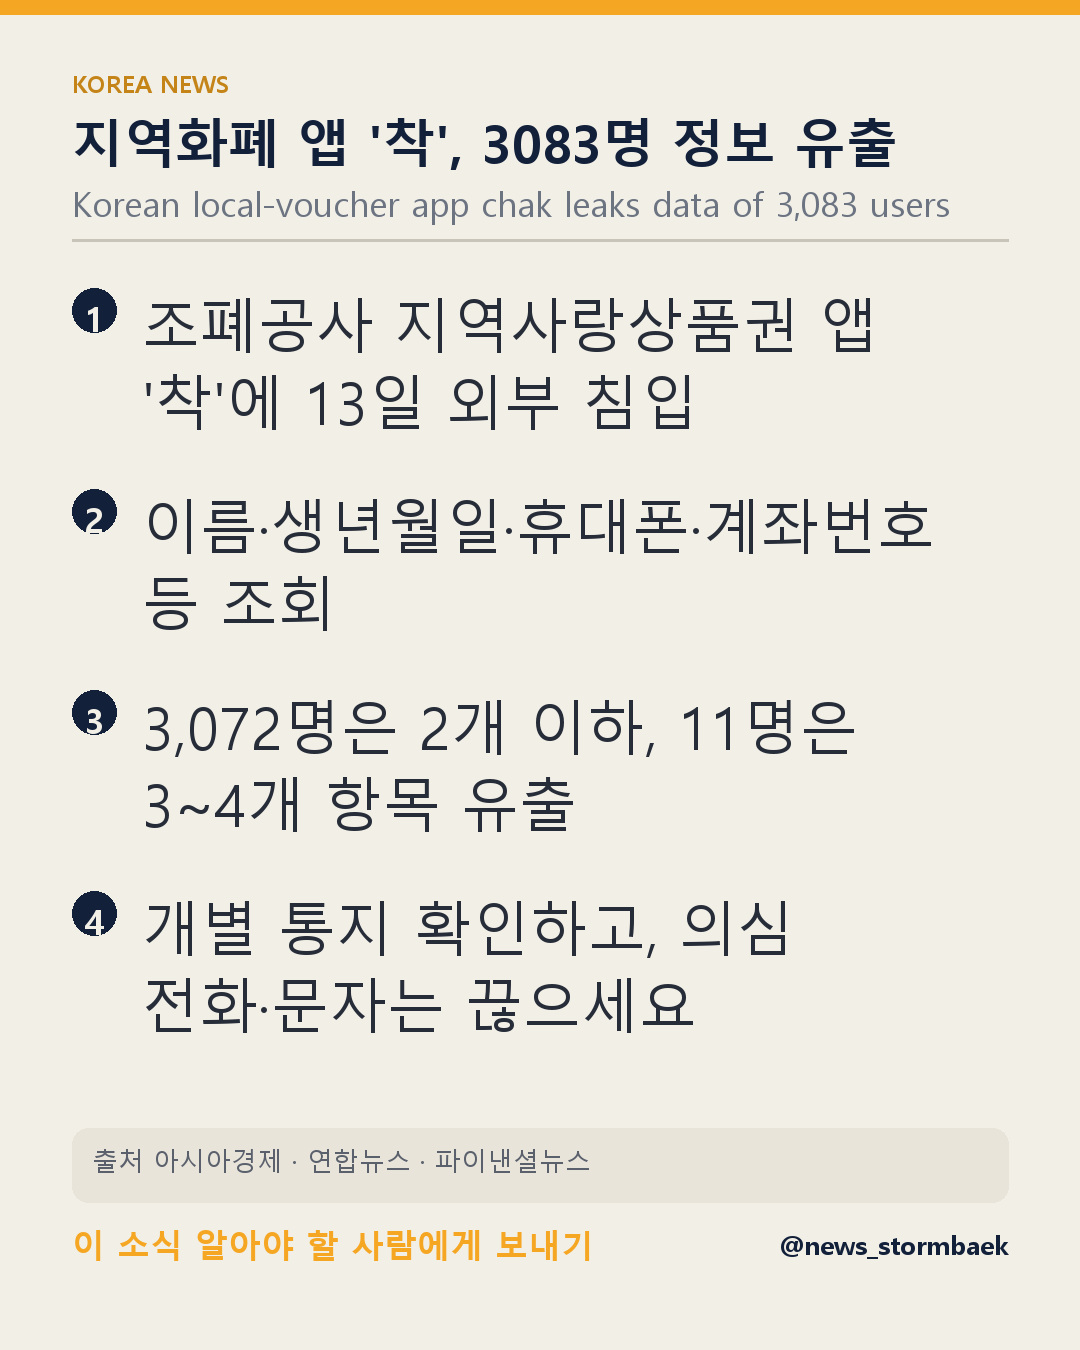 KOREA NEWS
지역화폐 앱 '착', 3083명 정보 유출
Korean local-voucher app chak leaks data of 3,083 users
1 조폐공사 지역사랑상품권 앱
'착'에 13일 외부 침입
2 이름·생년월일·휴대폰·계좌번호
등 조회
3 3,072명은 2개 이하, 11명은
3~4개 항목 유출
4 개별 통지 확인하고, 의심
전화·문자는 끊으세요
출처 아시아경제 · 연합뉴스 · 파이낸셜뉴스
이 소식 알아야 할 사람에게 보내기
@news_stormbaek